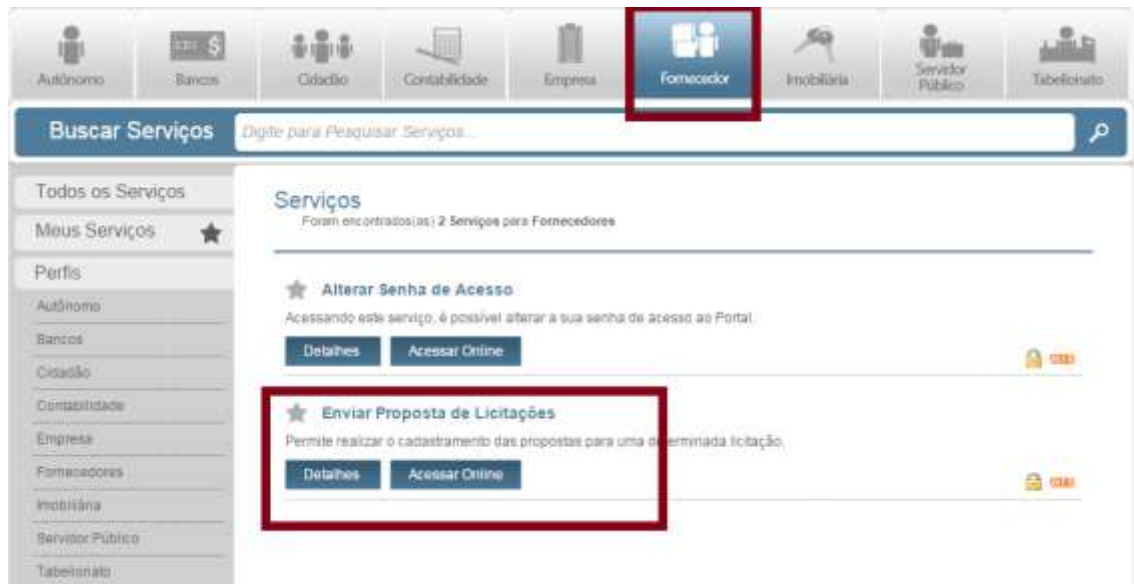 Autônomo
Bancos
Cidadão
Contabilidade
Empresa
Fornecedor
Imobiliária
Servidor
Público
Tabelionato
Buscar Serviços
Digite para Pesquisar Serviços...
Todos os Serviços
Meus Serviços
Perfis
Autônomo
Bancos
Cidadão
Contabilidade
Empresa
Fornecedores
Imobiliária
Servidor Público
Tabelionato
Serviços
Foram encontrados(as) 2 Serviços para Fornecedores
Alterar Senha de Acesso
Acessando este serviço, é possível alterar a sua senha de acesso ao Portal.
Detalhes
Acessar Online
Enviar Proposta de Licitações
Permite realizar o cadastramento das propostas para uma determinada licitação.
Detalhes
Acessar Online